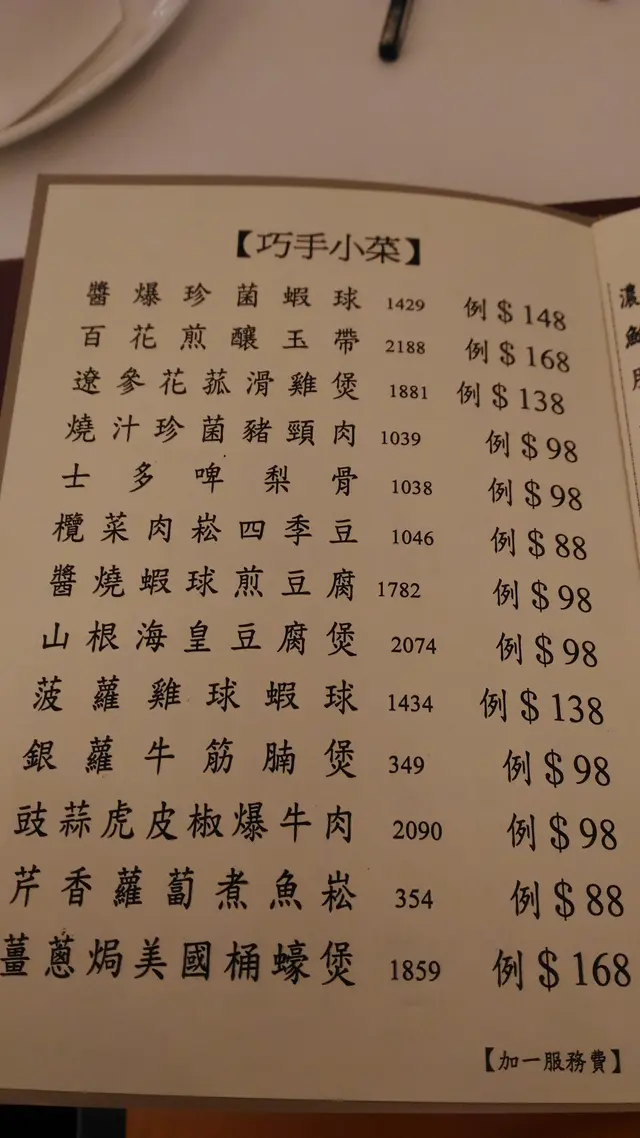 【巧手小菜】
醬爆珍菌蝦球 1429 例 $ 148
百花煎釀玉帶 2188 例 $ 168
遼參花菰滑雞煲 1881 例 $ 138
燒汁珍菌豬頸肉 1039 例 $ 98
士多啤梨骨 1038 例 $ 98
欖菜肉崧四季豆 1046 例 $ 88
醬燒蝦球煎豆腐 1782 例 $ 98
山根海皇豆腐煲 2074 例 $ 98
菠蘿雞球蝦球 1434 例 $ 138
銀蘿牛筋腩煲 349 例 $ 98
豉蒜虎皮椒爆牛肉 2090 例 $ 98
芹香蘿蔔煮魚崧 354 例 $ 88
薑蔥焗美國桶蠔煲 1859 例 $ 168
【加一服務費】
濃